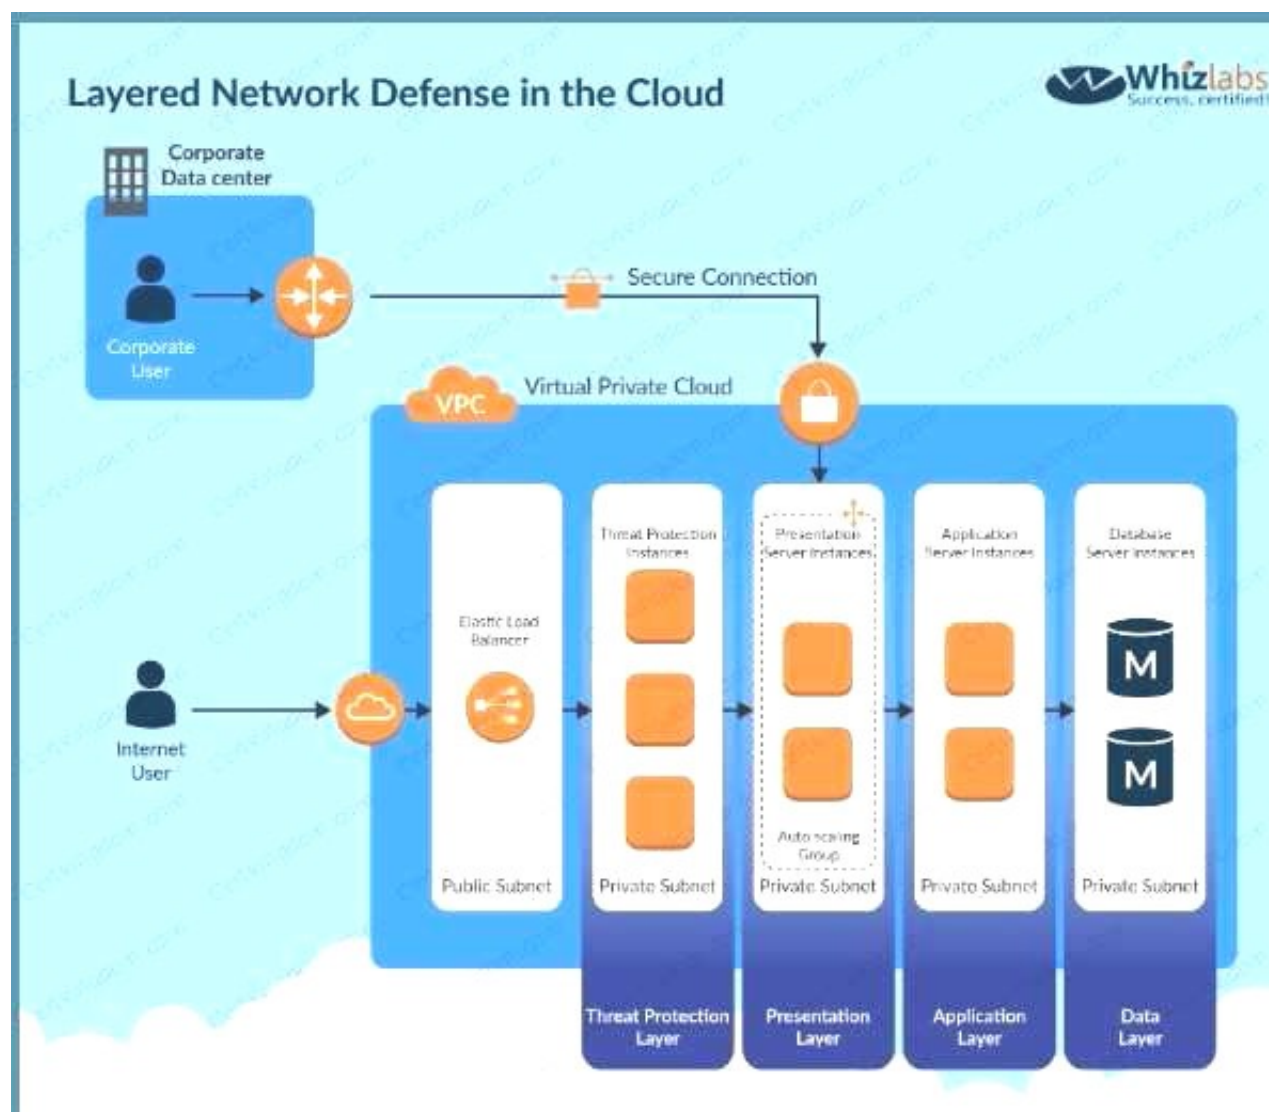 Layered Network Defense in the Cloud
Whizlabs
Success, certified!
Corporate
Data center
Corporate
User
Secure Connection
VPC
Virtual Private Cloud
Internet
User
Elastic Load
Balancer
Public Subnet
Threat Protection
Instances
Private Subnet
Presentation
Server Instances
Auto scaling
Group
Private Subnet
Application
Server Instances
Private Subnet
Database
Server Instances
M
M
Private Subnet
Threat Protection
Layer
Presentation
Layer
Application
Layer
Data
Layer